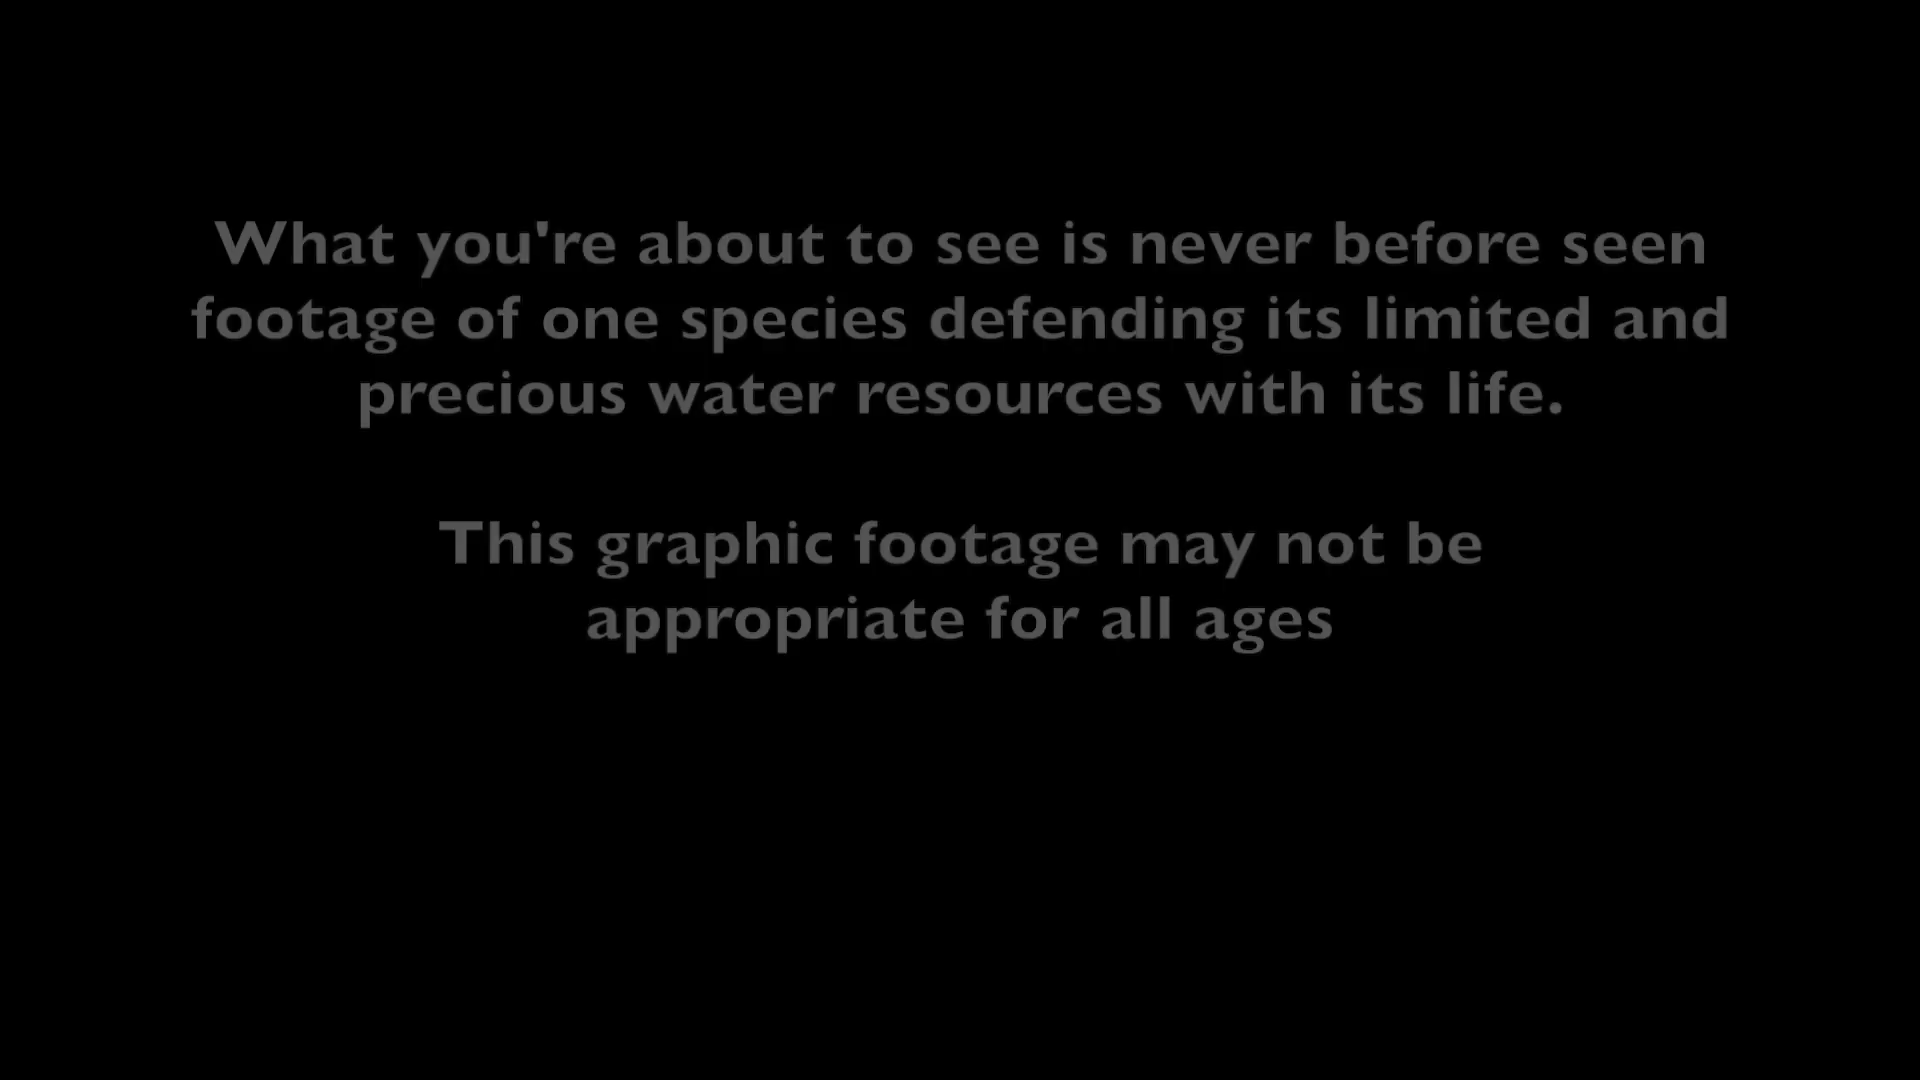 What you're about to see is never before seen
footage of one species defending its limited and
precious water resources with its life.
This graphic footage may not be
appropriate for all ages